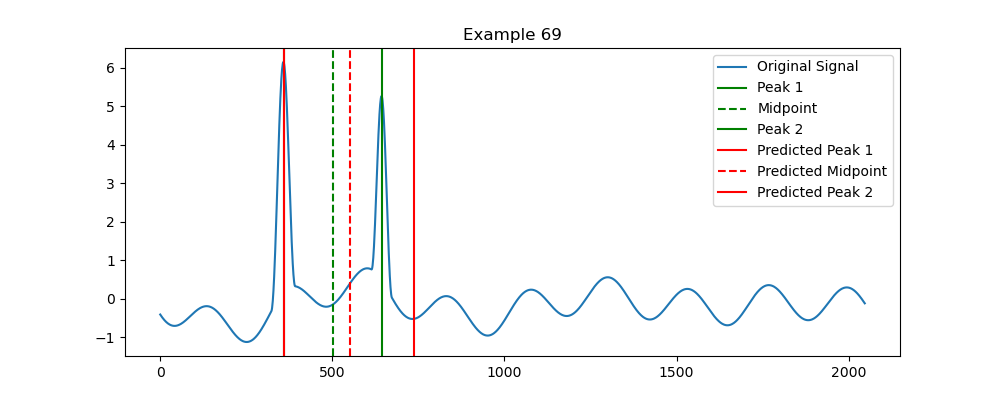 Example 69
6
5
4
3
2
1
0
−1
0
500
1000
1500
2000
Original Signal
Peak 1
Midpoint
Peak 2
Predicted Peak 1
Predicted Midpoint
Predicted Peak 2